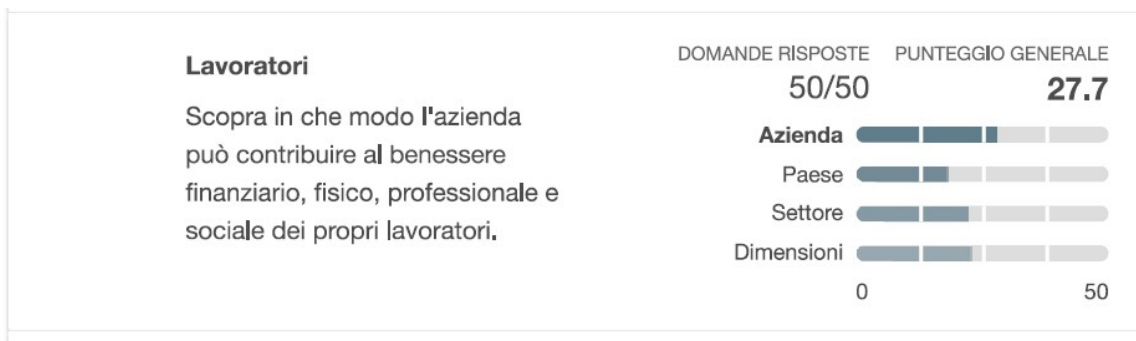 Lavoratori
Scopra in che modo l'azienda
può contribuire al benessere
finanziario, fisico, professionale e
sociale dei propri lavoratori.
DOMANDE RISPOSTE
50/50
PUNTEGGIO GENERALE
27.7
Azienda
Paese
Settore
Dimensioni
0 50